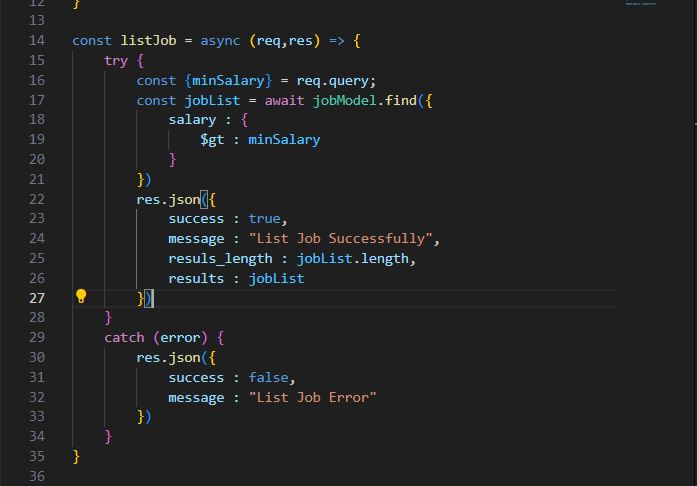 12 }
13
14 const listJob = async (req,res) => {
15 try {
16 const {minSalary} = req.query;
17 const jobList = await jobModel.find({
18 salary : {
19 $gt : minSalary
20 }
21 })
22 res.json({
23 success : true,
24 message : "List Job Successfully",
25 resuls_length : jobList.length,
26 results : jobList
27 })
28 }
29 catch (error) {
30 res.json({
31 success : false,
32 message : "List Job Error"
33 })
34 }
35 }
36